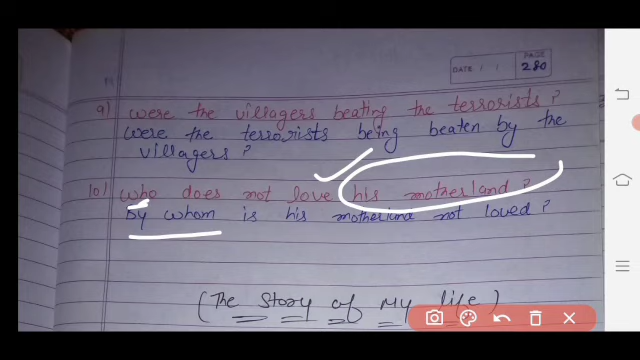 PAGE
DATE / / 280
9) Were the villagers beating the terrorists ?
Were the terrorists being beaten by the
villagers ?
10) who does not love his motherland ?
By whom is his motherland not loved ?
(The Story of My life)